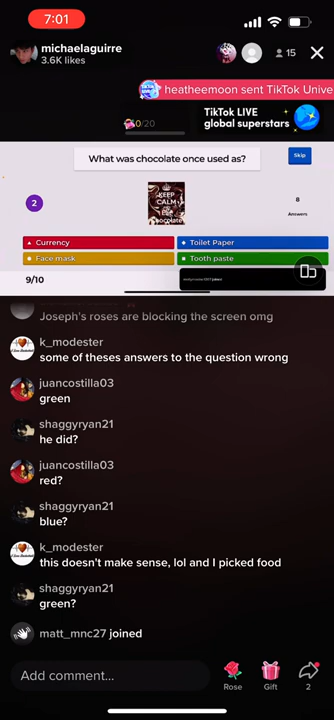 7:01
michaelaguirre
3.6K likes
15
heatheemoon sent TikTok Unive
0/20
TikTok LIVE
global superstars
What was chocolate once used as?
Skip
2
KEEP
CALM
EAT
Chocolate
8
Answers
Currency
Toilet Paper
Face mask
Tooth paste
9/10
joined
Joseph's roses are blocking the screen omg
k_modester
some of theses answers to the question wrong
juancostilla03
green
shaggyryan21
he did?
juancostilla03
red?
shaggyryan21
blue?
k_modester
this doesn't make sense, lol and I picked food
shaggyryan21
green?
matt_mnc27 joined
Add comment...
Rose
Gift
2